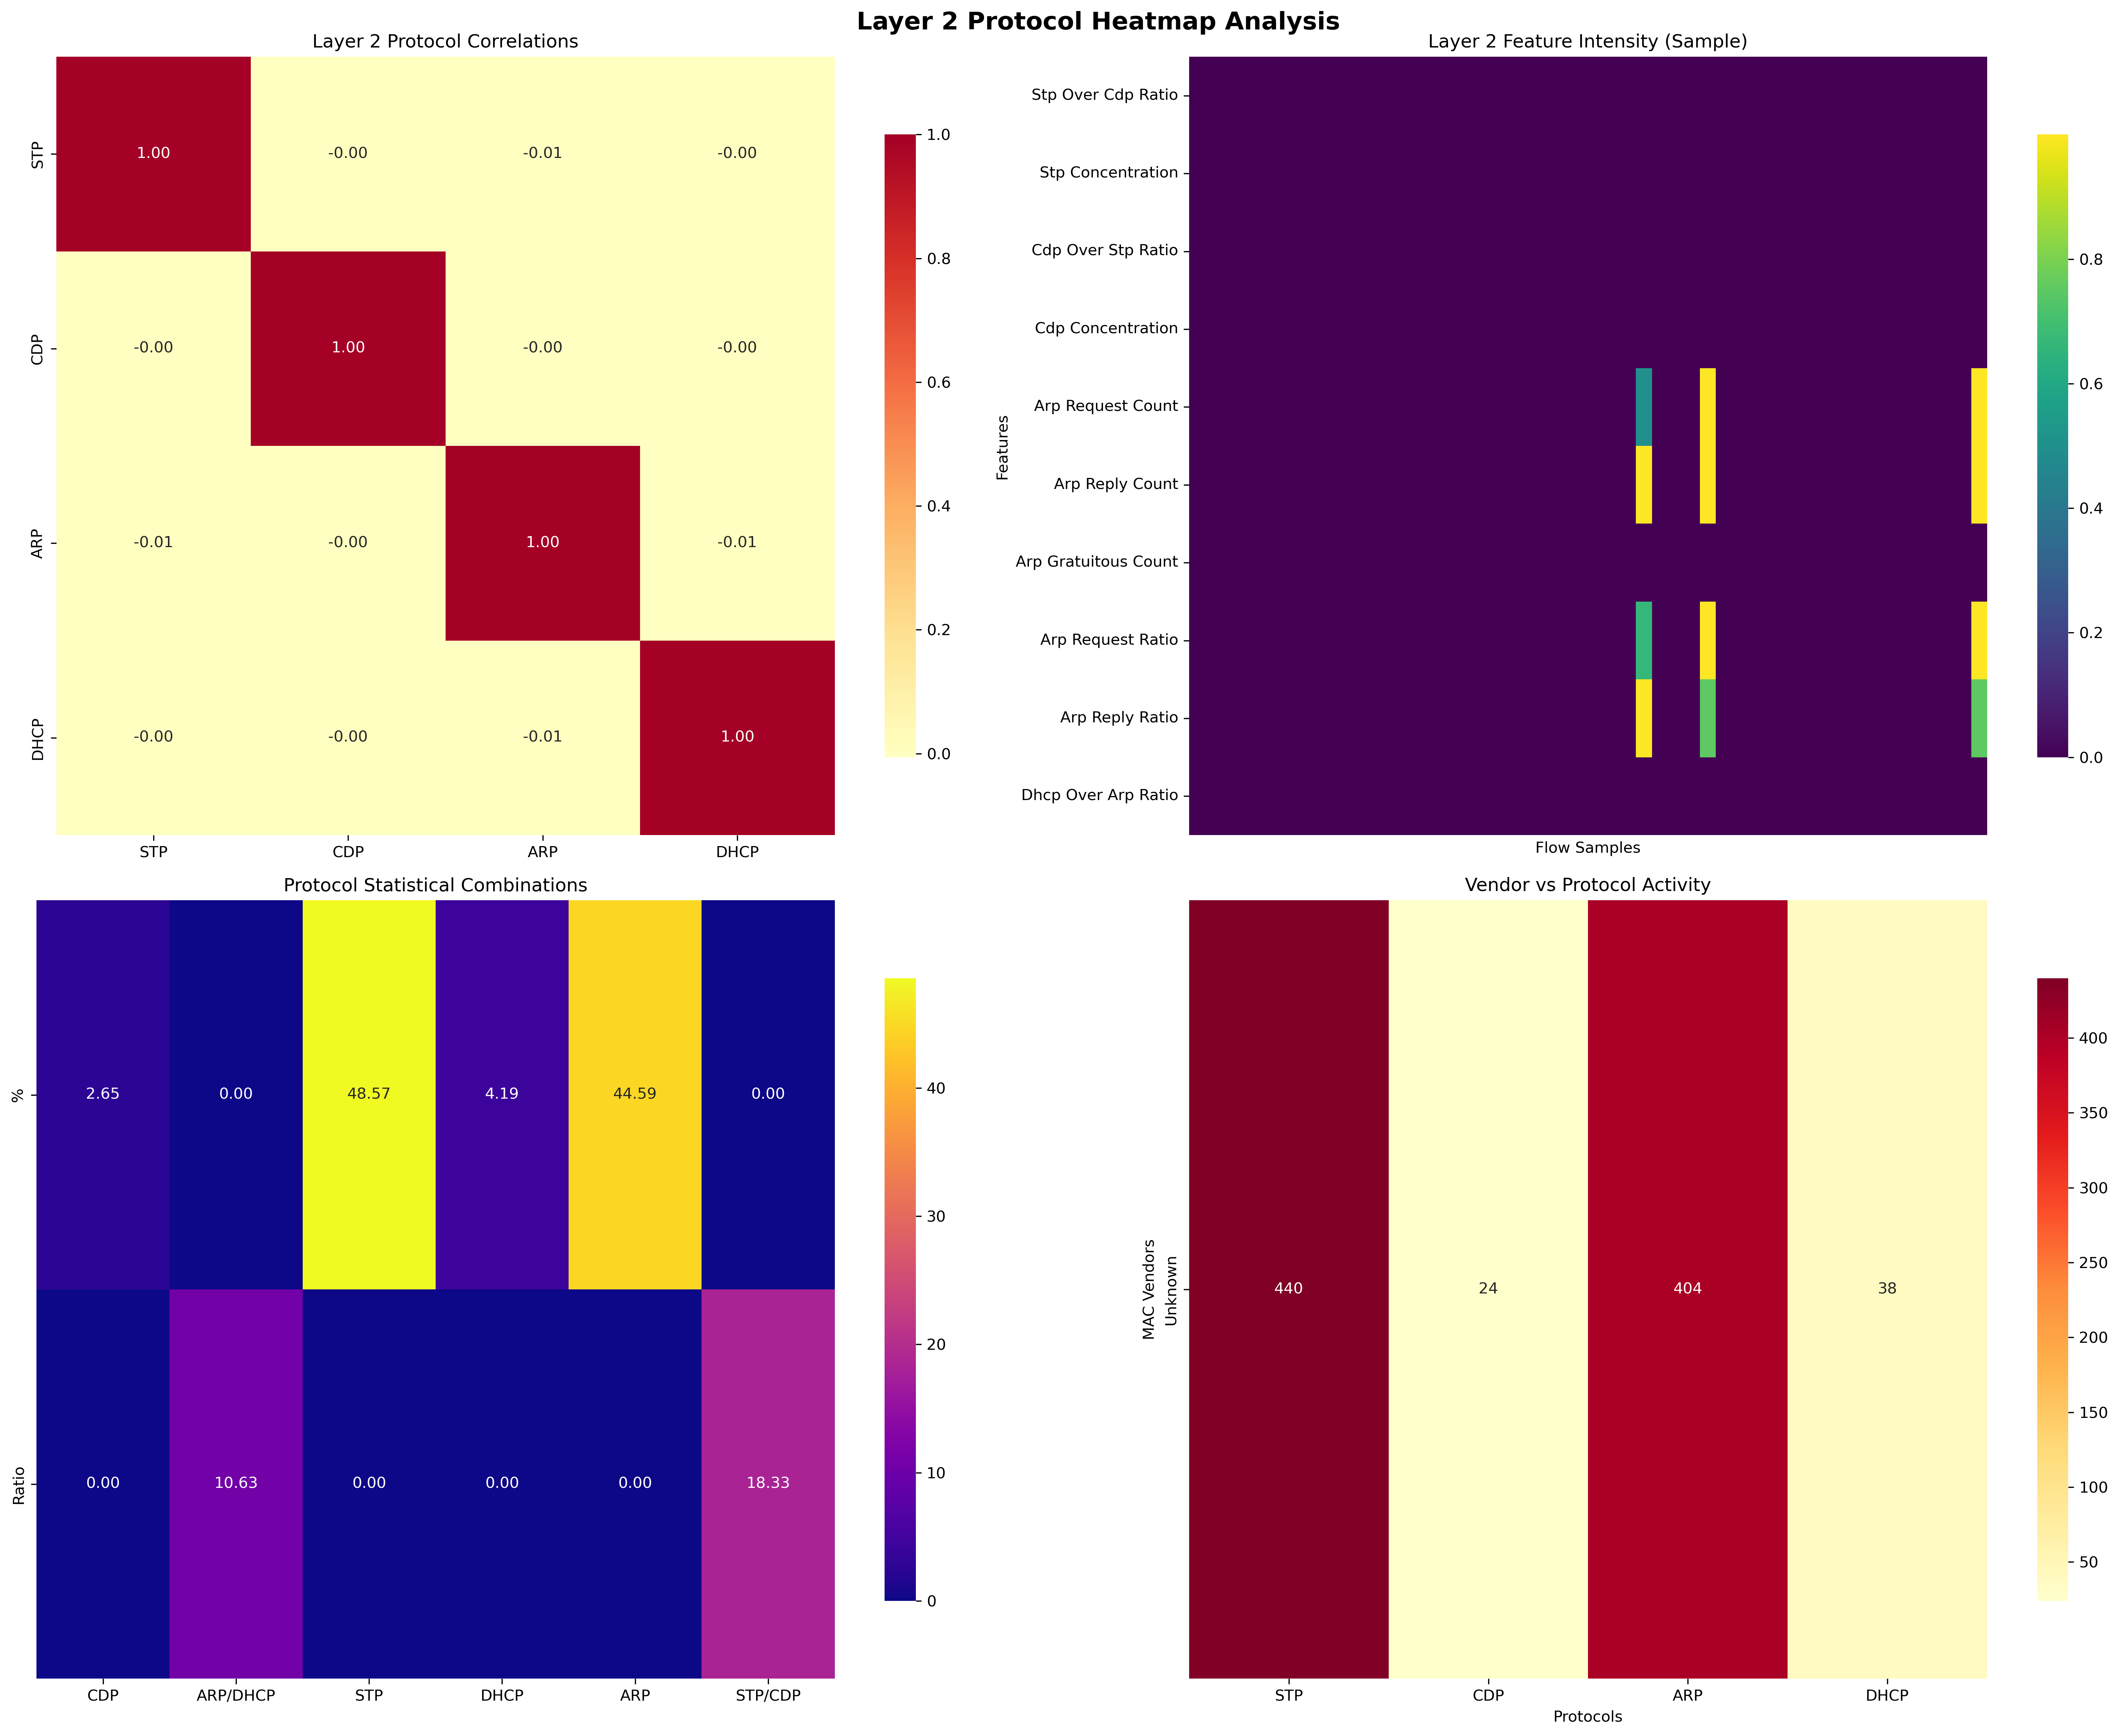 Layer 2 Protocol Heatmap Analysis
Layer 2 Protocol Correlations
STP
CDP
ARP
DHCP
1.00 -0.00 -0.01 -0.00
-0.00 1.00 -0.00 -0.00
-0.01 -0.00 1.00 -0.01
-0.00 -0.00 -0.01 1.00
STP CDP ARP DHCP
1.0
0.8
0.6
0.4
0.2
0.0
Layer 2 Feature Intensity (Sample)
Features
Stp Over Cdp Ratio
Stp Concentration
Cdp Over Stp Ratio
Cdp Concentration
Arp Request Count
Arp Reply Count
Arp Gratuitous Count
Arp Request Ratio
Arp Reply Ratio
Dhcp Over Arp Ratio
Flow Samples
0.8
0.6
0.4
0.2
0.0
Protocol Statistical Combinations
%
Ratio
2.65 0.00 48.57 4.19 44.59 0.00
0.00 10.63 0.00 0.00 0.00 18.33
CDP ARP/DHCP STP DHCP ARP STP/CDP
40
30
20
10
0
Vendor vs Protocol Activity
MAC Vendors
Unknown
440 24 404 38
STP CDP ARP DHCP
Protocols
400
350
300
250
200
150
100
50